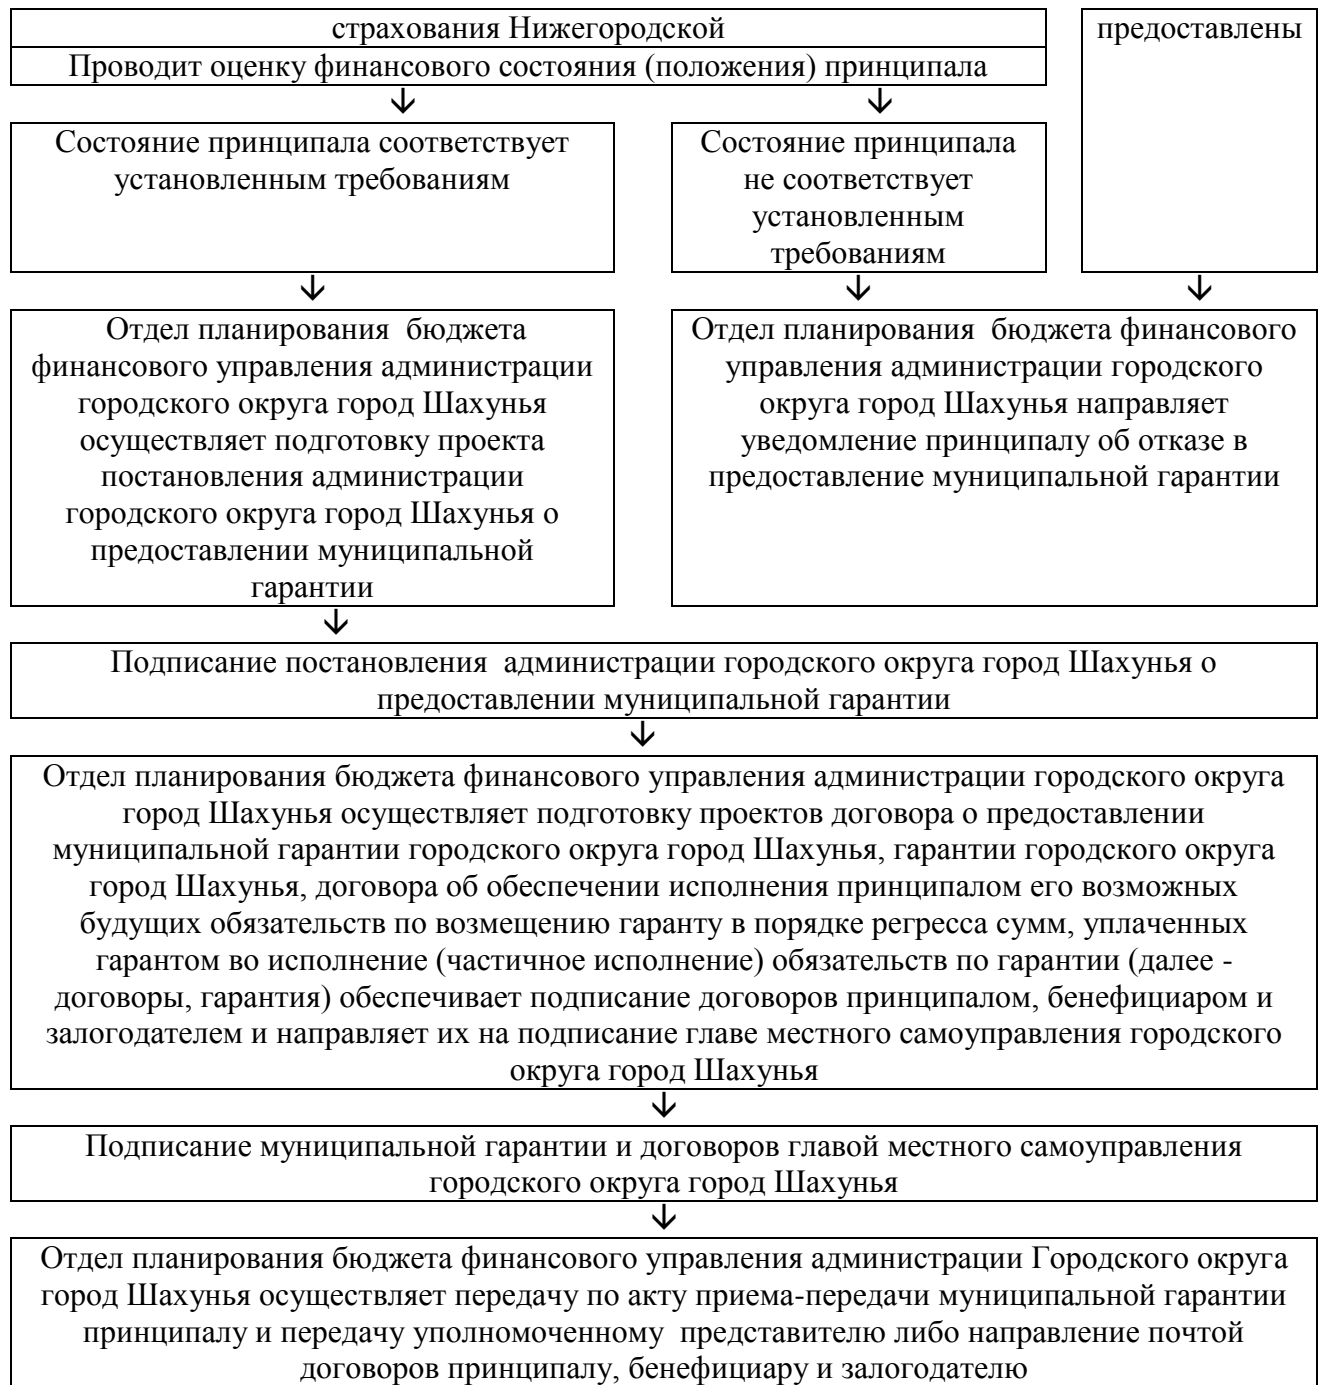 страхования Нижегородской
предоставлены
Проводит оценку финансового состояния (положения) принципала
Состояние принципала соответствует
установленным требованиям
Состояние принципала
не соответствует
установленным
требованиям
Отдел планирования бюджета
финансового управления администрации
городского округа город Шахунья
осуществляет подготовку проекта
постановления администрации
городского округа город Шахунья о
предоставлении муниципальной
гарантии
Отдел планирования бюджета финансового
управления администрации городского
округа город Шахунья направляет
уведомление принципалу об отказе в
предоставление муниципальной гарантии
Подписание постановления администрации городского округа город Шахунья о
предоставлении муниципальной гарантии
Отдел планирования бюджета финансового управления администрации городского округа
город Шахунья осуществляет подготовку проектов договора о предоставлении
муниципальной гарантии городского округа город Шахунья, гарантии городского округа
город Шахунья, договора об обеспечении исполнения принципалом его возможных
будущих обязательств по возмещению гаранту в порядке регресса сумм, уплаченных
гарантом во исполнение (частичное исполнение) обязательств по гарантии (далее -
договоры, гарантия) обеспечивает подписание договоров принципалом, бенефициаром и
залогодателем и направляет их на подписание главе местного самоуправления городского
округа город Шахунья
Подписание муниципальной гарантии и договоров главой местного самоуправления
городского округа город Шахунья
Отдел планирования бюджета финансового управления администрации Городского округа
город Шахунья осуществляет передачу по акту приема-передачи муниципальной гарантии
принципалу и передачу уполномоченному представителю либо направление почтой
договоров принципалу, бенефициару и залогодателю